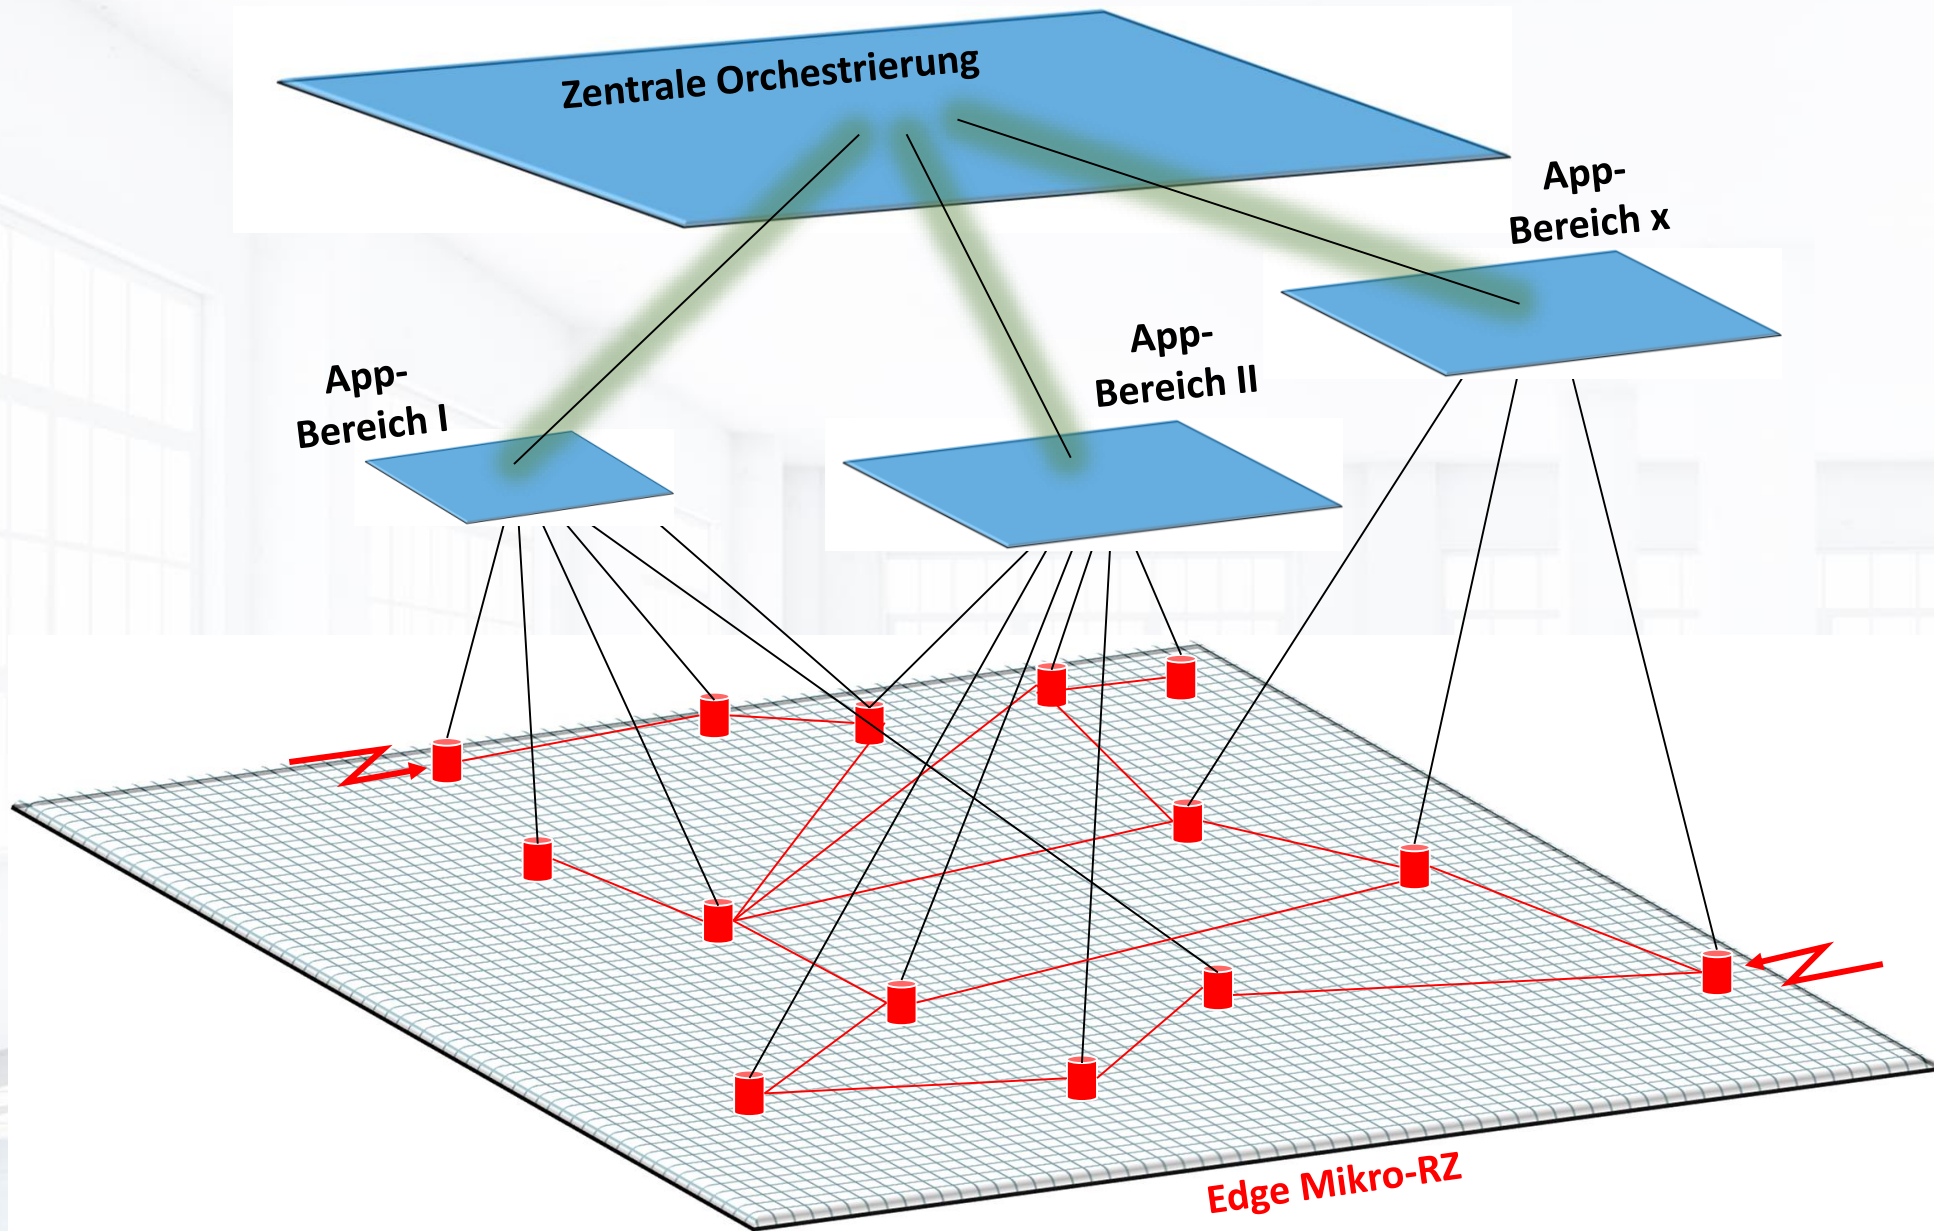 Zentrale Orchestrierung
App-
Bereich x
App-
Bereich II
App-
Bereich I
Edge Mikro-RZ